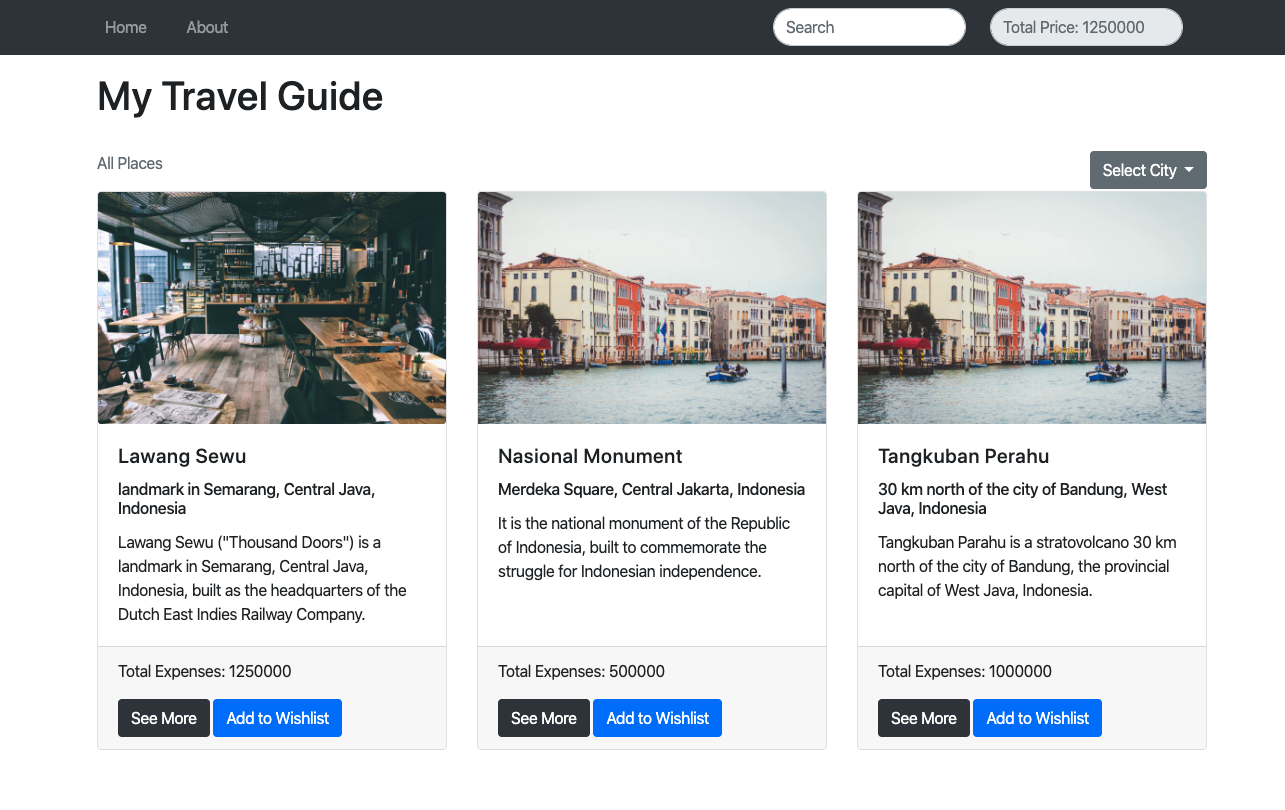 Home About Search Total Price: 1250000
My Travel Guide
All Places Select City
Lawang Sewu
landmark in Semarang, Central Java,
Indonesia
Lawang Sewu ("Thousand Doors") is a
landmark in Semarang, Central Java,
Indonesia, built as the headquarters of the
Dutch East Indies Railway Company.
Total Expenses: 1250000
See More Add to Wishlist
Nasional Monument
Merdeka Square, Central Jakarta, Indonesia
It is the national monument of the Republic
of Indonesia, built to commemorate the
struggle for Indonesian independence.
Total Expenses: 500000
See More Add to Wishlist
Tangkuban Perahu
30 km north of the city of Bandung, West
Java, Indonesia
Tangkuban Parahu is a stratovolcano 30 km
north of the city of Bandung, the provincial
capital of West Java, Indonesia.
Total Expenses: 1000000
See More Add to Wishlist